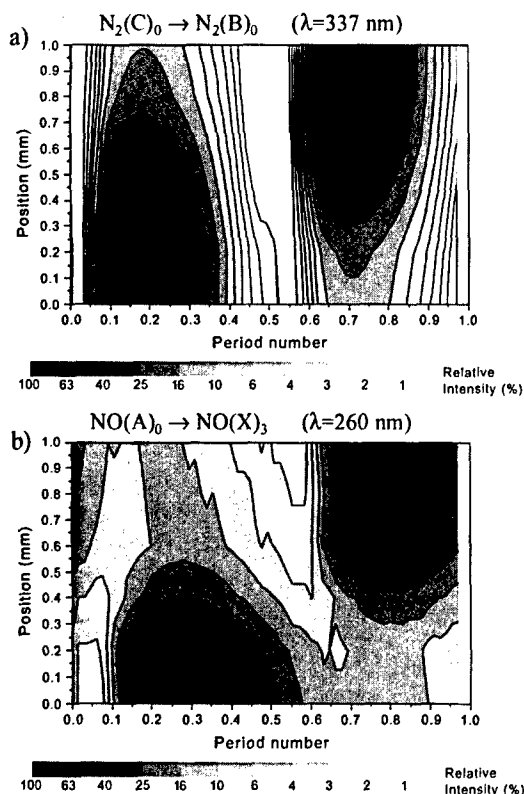 a) N₂(C)₀ → N₂(B)₀ (λ=337 nm)
1.0
0.9
0.8
0.7
0.6
0.5
0.4
0.3
0.2
0.1
0.0
Position (mm)
0.0 0.1 0.2 0.3 0.4 0.5 0.6 0.7 0.8 0.9 1.0
Period number
100 63 40 25 16 10 6 4 3 2 1
Relative
Intensity (%)
b) NO(A)₀ → NO(X)₃ (λ=260 nm)
1.0
0.9
0.8
0.7
0.6
0.5
0.4
0.3
0.2
0.1
0.0
Position (mm)
0.0 0.1 0.2 0.3 0.4 0.5 0.6 0.7 0.8 0.9 1.0
Period number
100 63 40 25 16 10 6 4 3 2 1
Relative
Intensity (%)